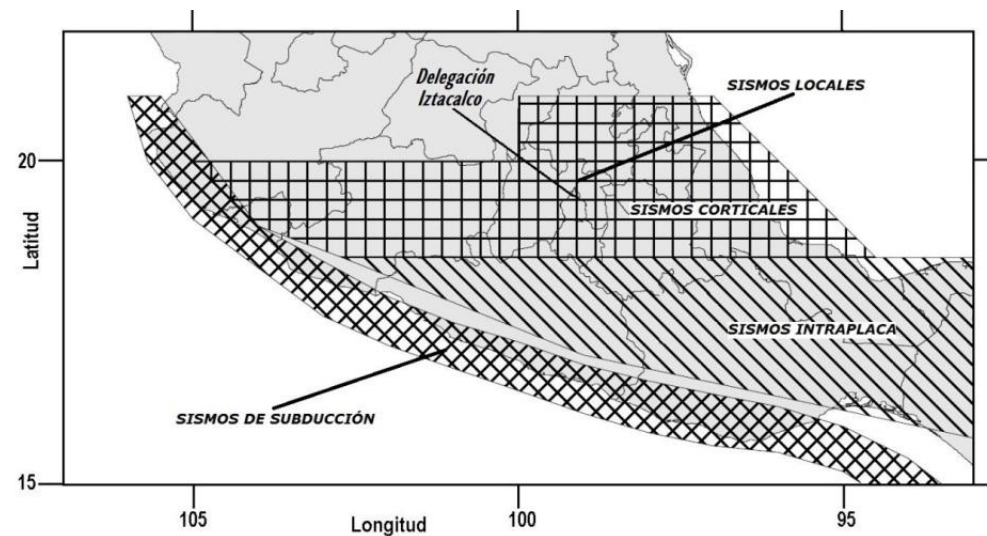 Delegación
Iztacalco
SISMOS LOCALES
20
SISMOS CORTICALES
Latitud
SISMOS INTRAPLACA
SISMOS DE SUBDUCCIÓN
15
105
Longitud
100
95